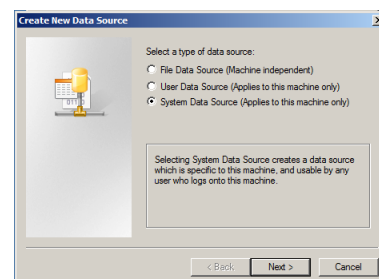 Create New Data Source
Select a type of data source:
File Data Source (Machine independent)
User Data Source (Applies to this machine only)
System Data Source (Applies to this machine only)
Selecting System Data Source creates a data source
which is specific to this machine, and usable by any
user who logs onto this machine.
< Back Next > Cancel